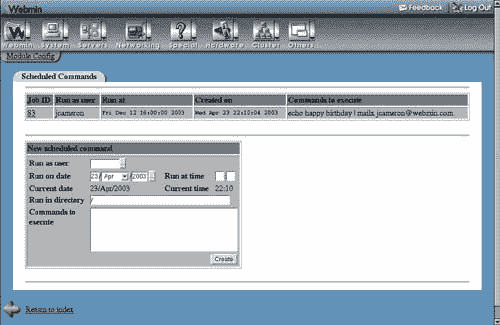 Webmin
Feedback
Log Out
Webmin System Servers Networking Special Hardware Cluster Others
Module Config
Scheduled Commands
Job ID Run as user Run at Created on Commands to execute
83 jcameron Fri Dec 12 16:00:00 2003 Wed Apr 23 22:10:04 2003 echo happy birthday | mailx jcameron@webmin.com
New scheduled command
Run as user
Run on date 23/ Apr /2003 Run at time :
Current date 23/Apr/2003 Current time 22:10
Run in directory /
Commands to
execute
Create
Return to index